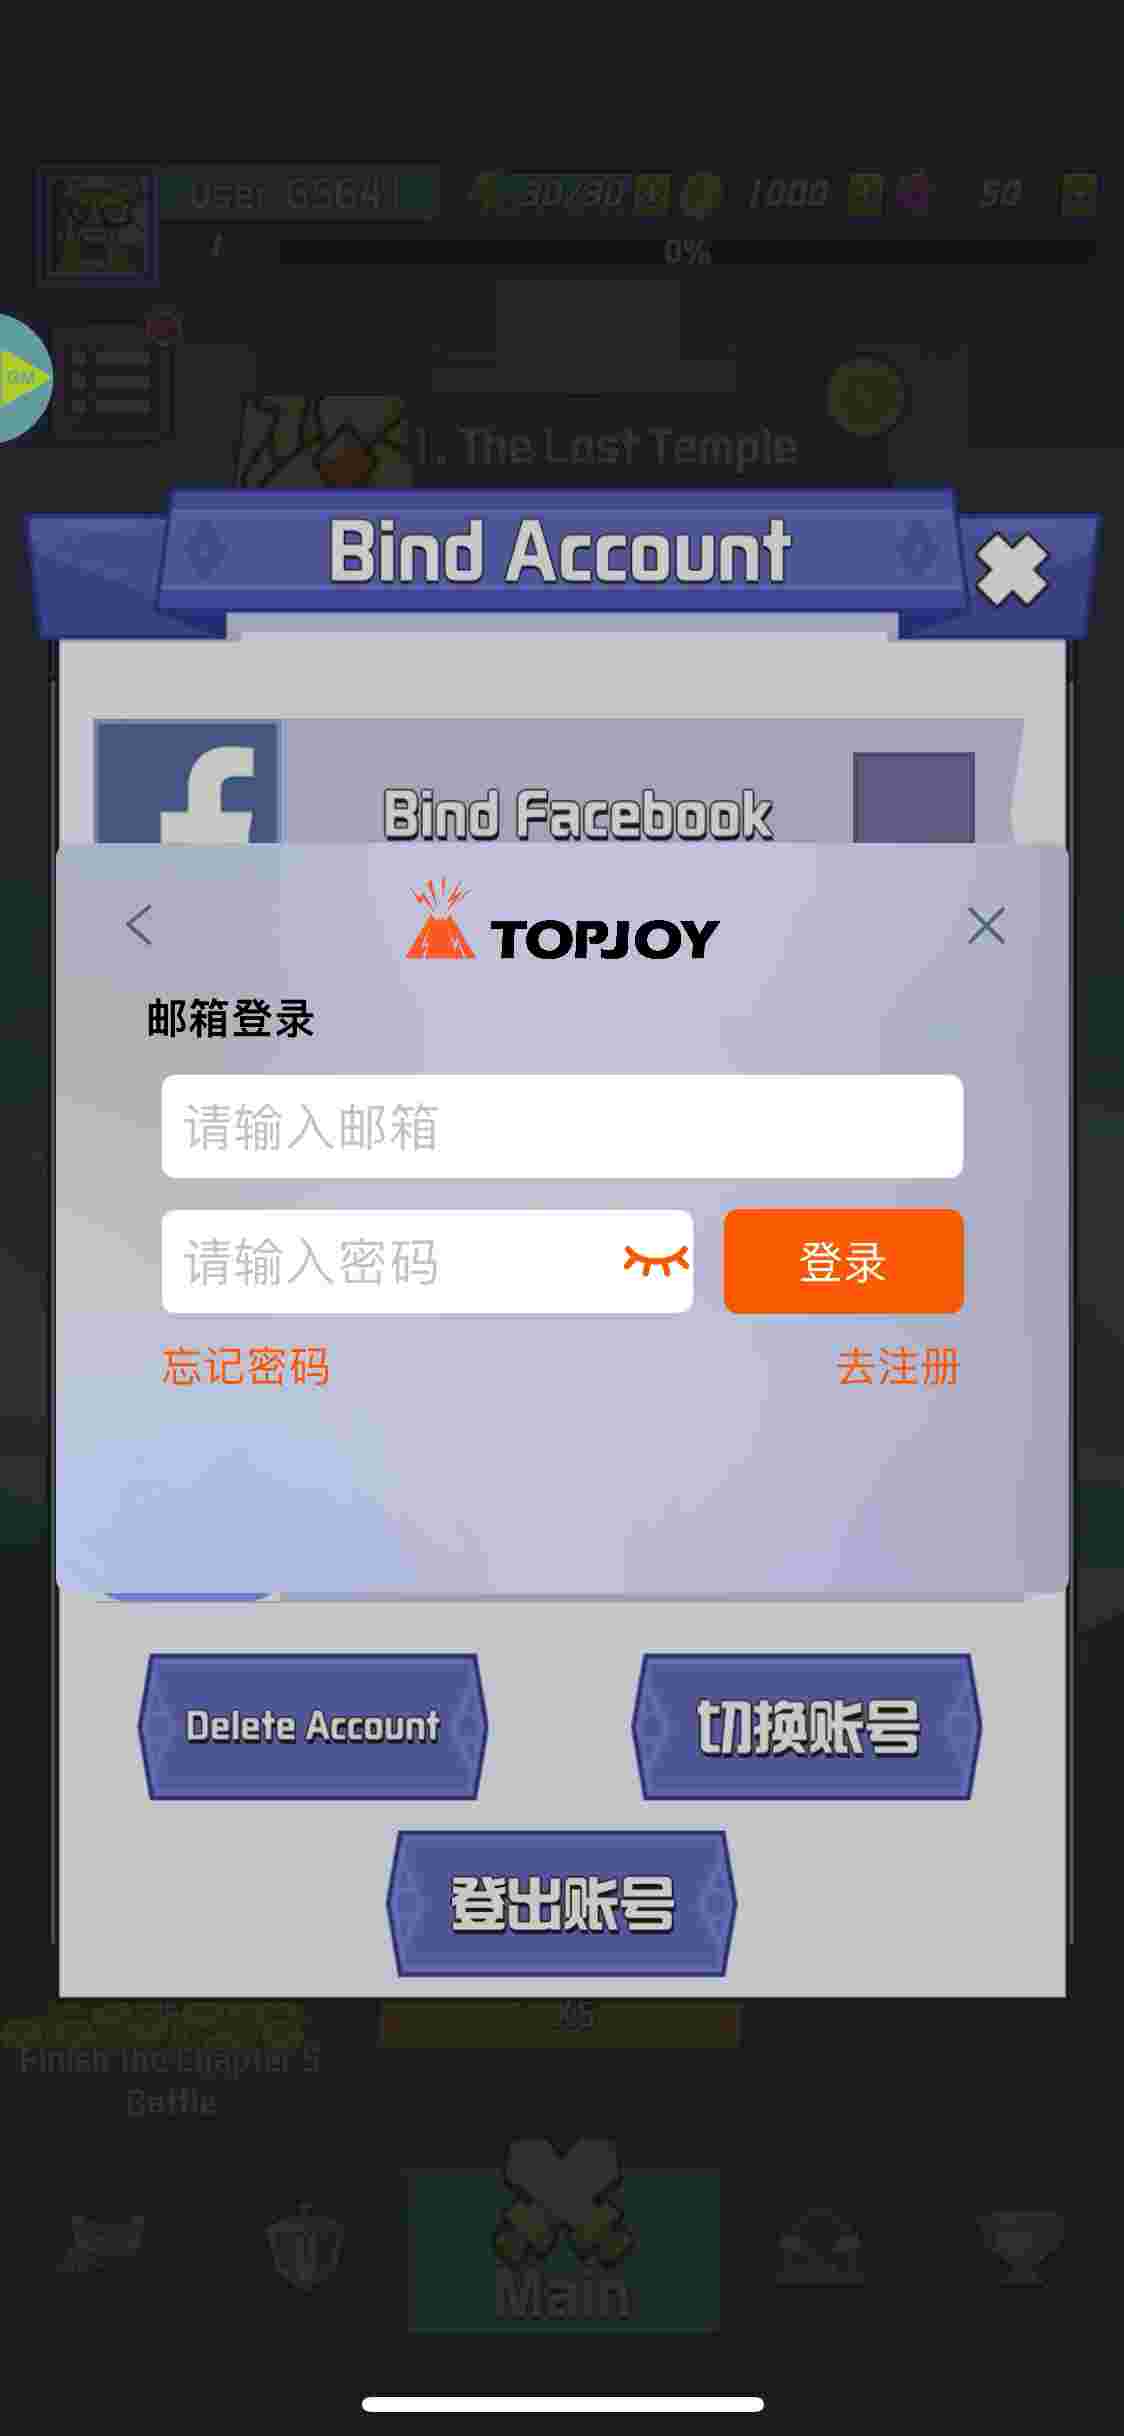 User GS641
30/30
1000
50
1
0%
GM
1. The Lost Temple
Bind Account
Bind Facebook
TOPJOY
邮箱登录
请输入邮箱
请输入密码
登录
忘记密码
去注册
Delete Account
切换账号
登出账号
Finish the Chapter 5
Battle
Main